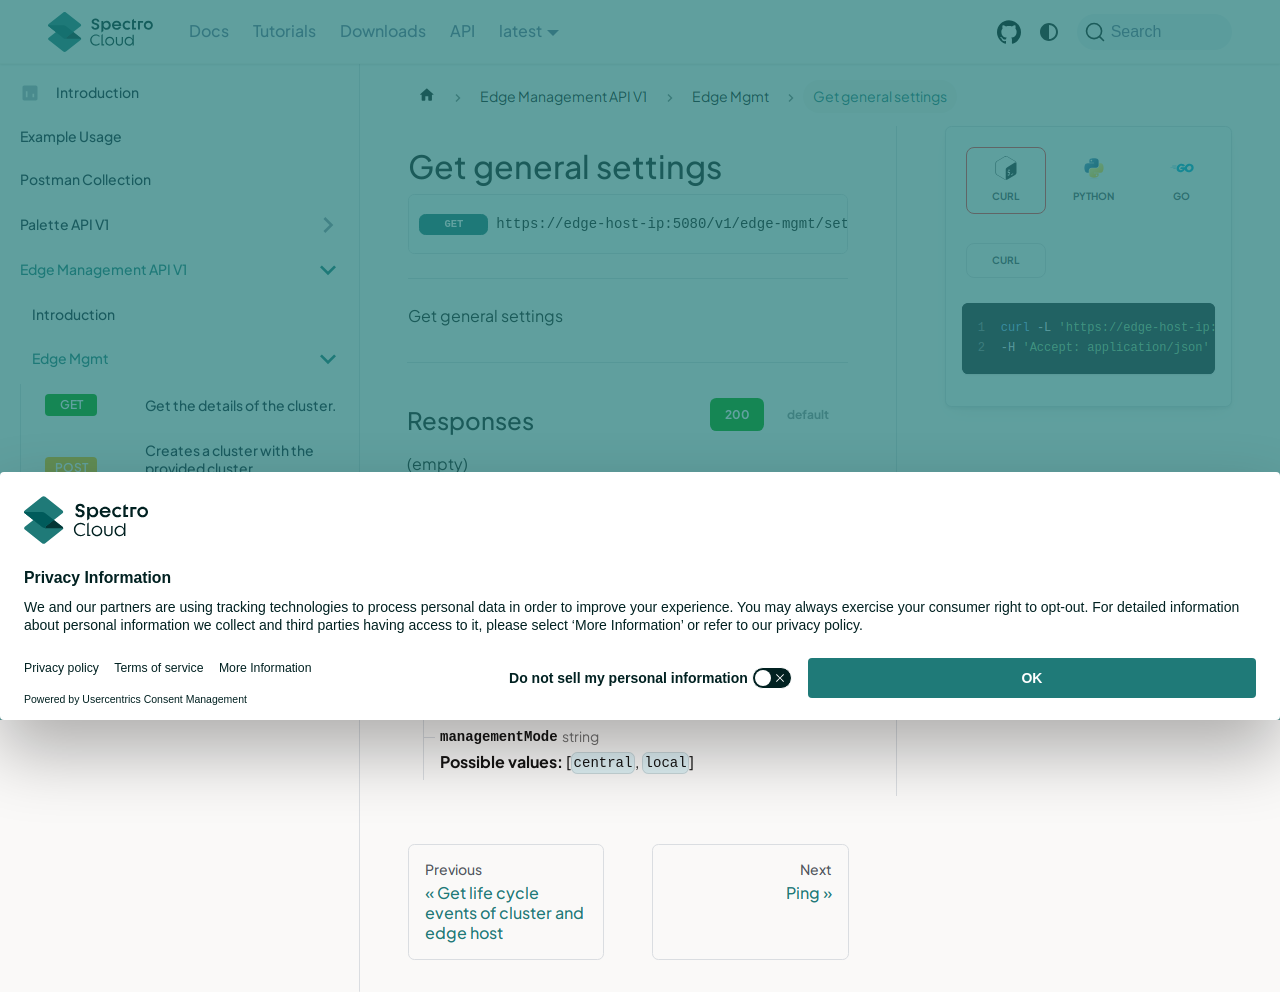 Spectro Cloud Docs Tutorials Downloads API latest Search
Introduction
Example Usage
Postman Collection
Palette API V1
Edge Management API V1
Introduction
Edge Mgmt
GET Get the details of the cluster.
POST Creates a cluster with the
provided cluster
Edge Management API V1 > Edge Mgmt > Get general settings
Get general settings
GET https://edge-host-ip:5080/v1/edge-mgmt/set
Get general settings
Responses
200 default
(empty)
CURL PYTHON GO
CURL
1 curl -L 'https://edge-host-ip:
2 -H 'Accept: application/json'
Spectro
Cloud
Privacy Information
We and our partners are using tracking technologies to process personal data in order to improve your experience. You may always exercise your consumer right to opt-out. For detailed information
about personal information we collect and third parties having access to it, please select ‘More Information’ or refer to our privacy policy.
Privacy policy Terms of service More Information
Powered by Usercentrics Consent Management
Do not sell my personal information
OK
managementMode string
Possible values: [central, local]
Previous
« Get life cycle
events of cluster and
edge host
Next
Ping »